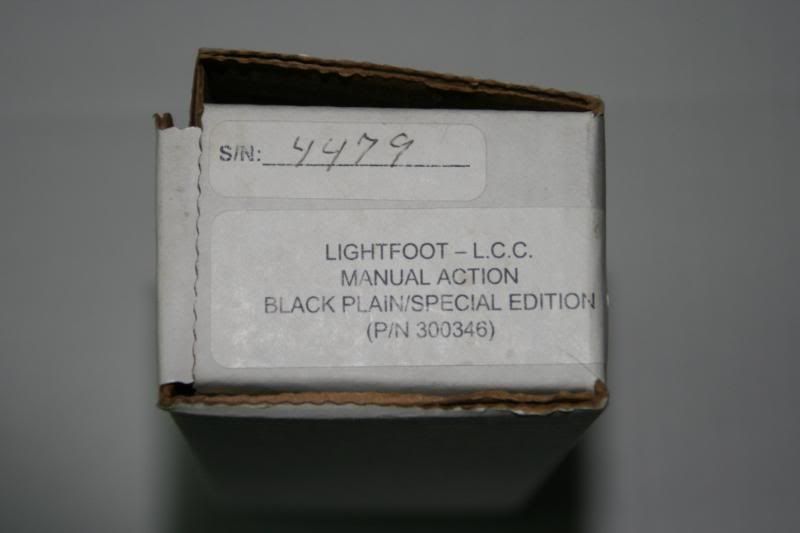 S/N: 4479
LIGHTFOOT – L.C.C.
MANUAL ACTION
BLACK PLAIN/SPECIAL EDITION
(P/N 300346)